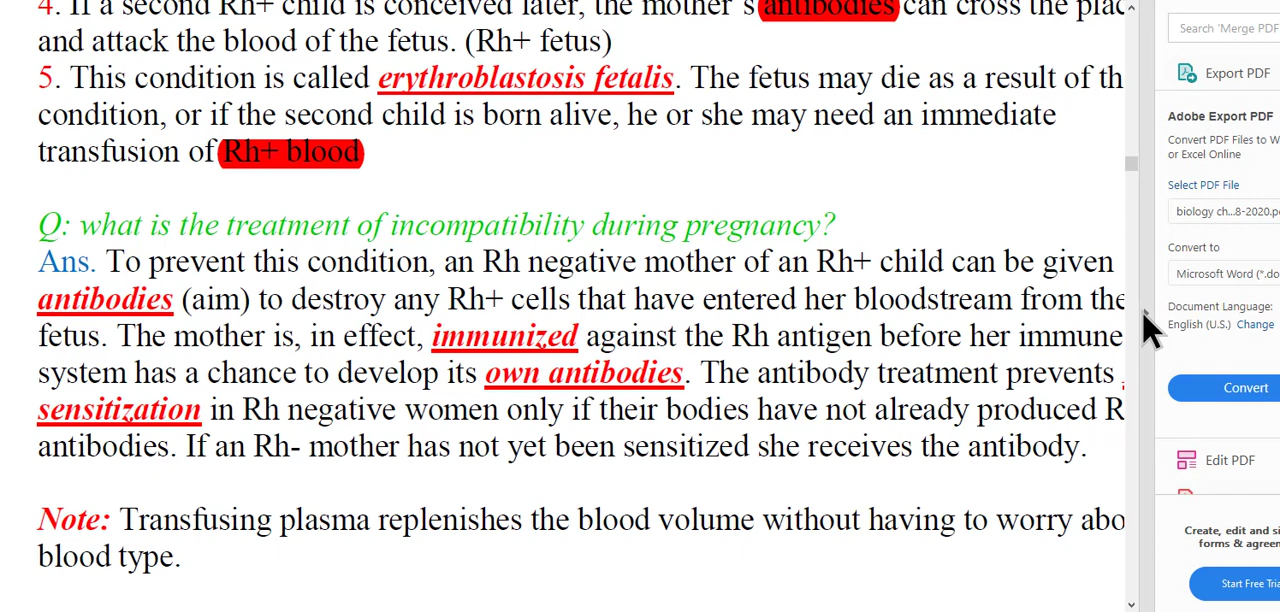 4. If a second Rh+ child is conceived later, the mother's antibodies can cross the plac
and attack the blood of the fetus. (Rh+ fetus)
5. This condition is called erythroblastosis fetalis. The fetus may die as a result of th
condition, or if the second child is born alive, he or she may need an immediate
transfusion of Rh+ blood
Q: what is the treatment of incompatibility during pregnancy?
Ans. To prevent this condition, an Rh negative mother of an Rh+ child can be given
antibodies (aim) to destroy any Rh+ cells that have entered her bloodstream from the
fetus. The mother is, in effect, immunized against the Rh antigen before her immune
system has a chance to develop its own antibodies. The antibody treatment prevents
sensitization in Rh negative women only if their bodies have not already produced R
antibodies. If an Rh- mother has not yet been sensitized she receives the antibody.
Note: Transfusing plasma replenishes the blood volume without having to worry abo
blood type.
Search 'Merge PDF
Export PDF
Adobe Export PDF
Convert PDF Files to W
or Excel Online
Select PDF File
biology ch...8-2020.p
Convert to
Microsoft Word (*.do
Document Language:
English (U.S.) Change
Convert
Edit PDF
Create, edit and si
forms & agreem
Start Free Tria